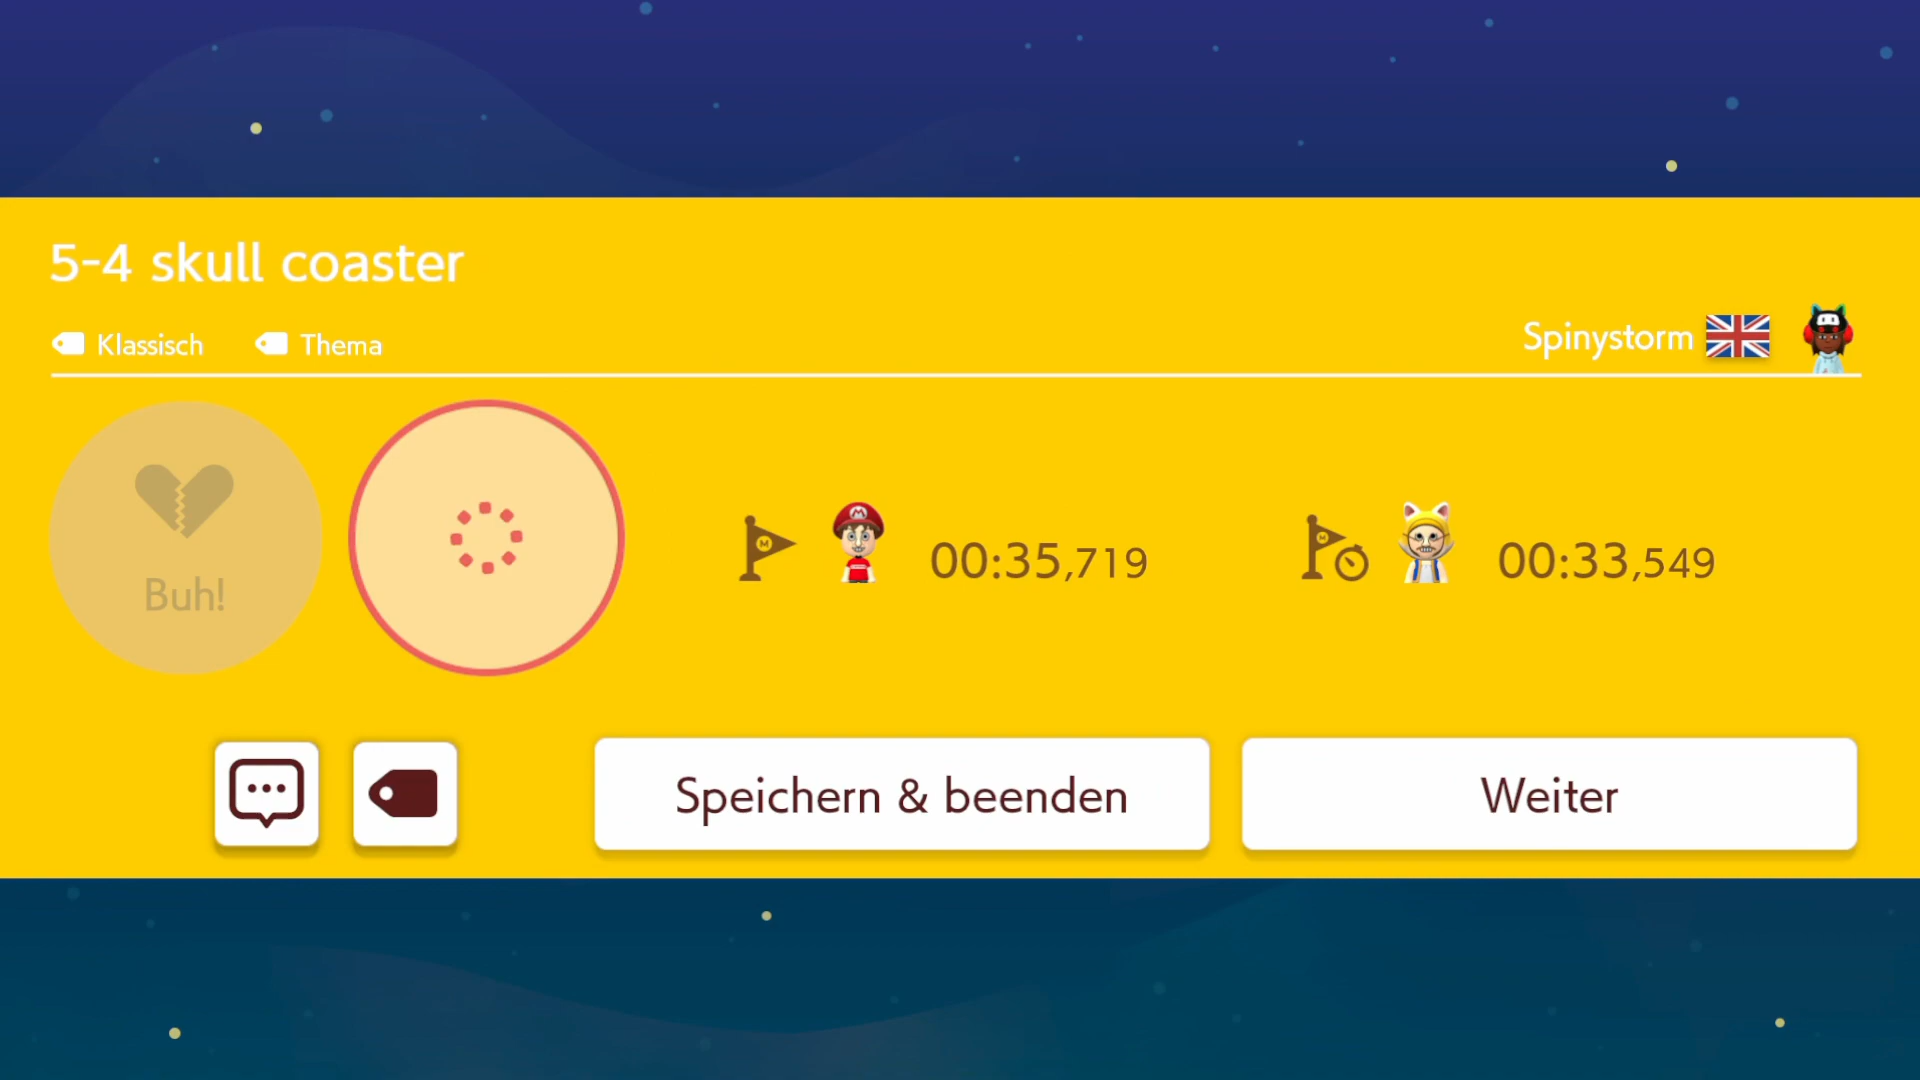 5-4 skull coaster
Klassisch Thema
Spinystorm
Buh!
00:35,719
00:33,549
Speichern & beenden
Weiter